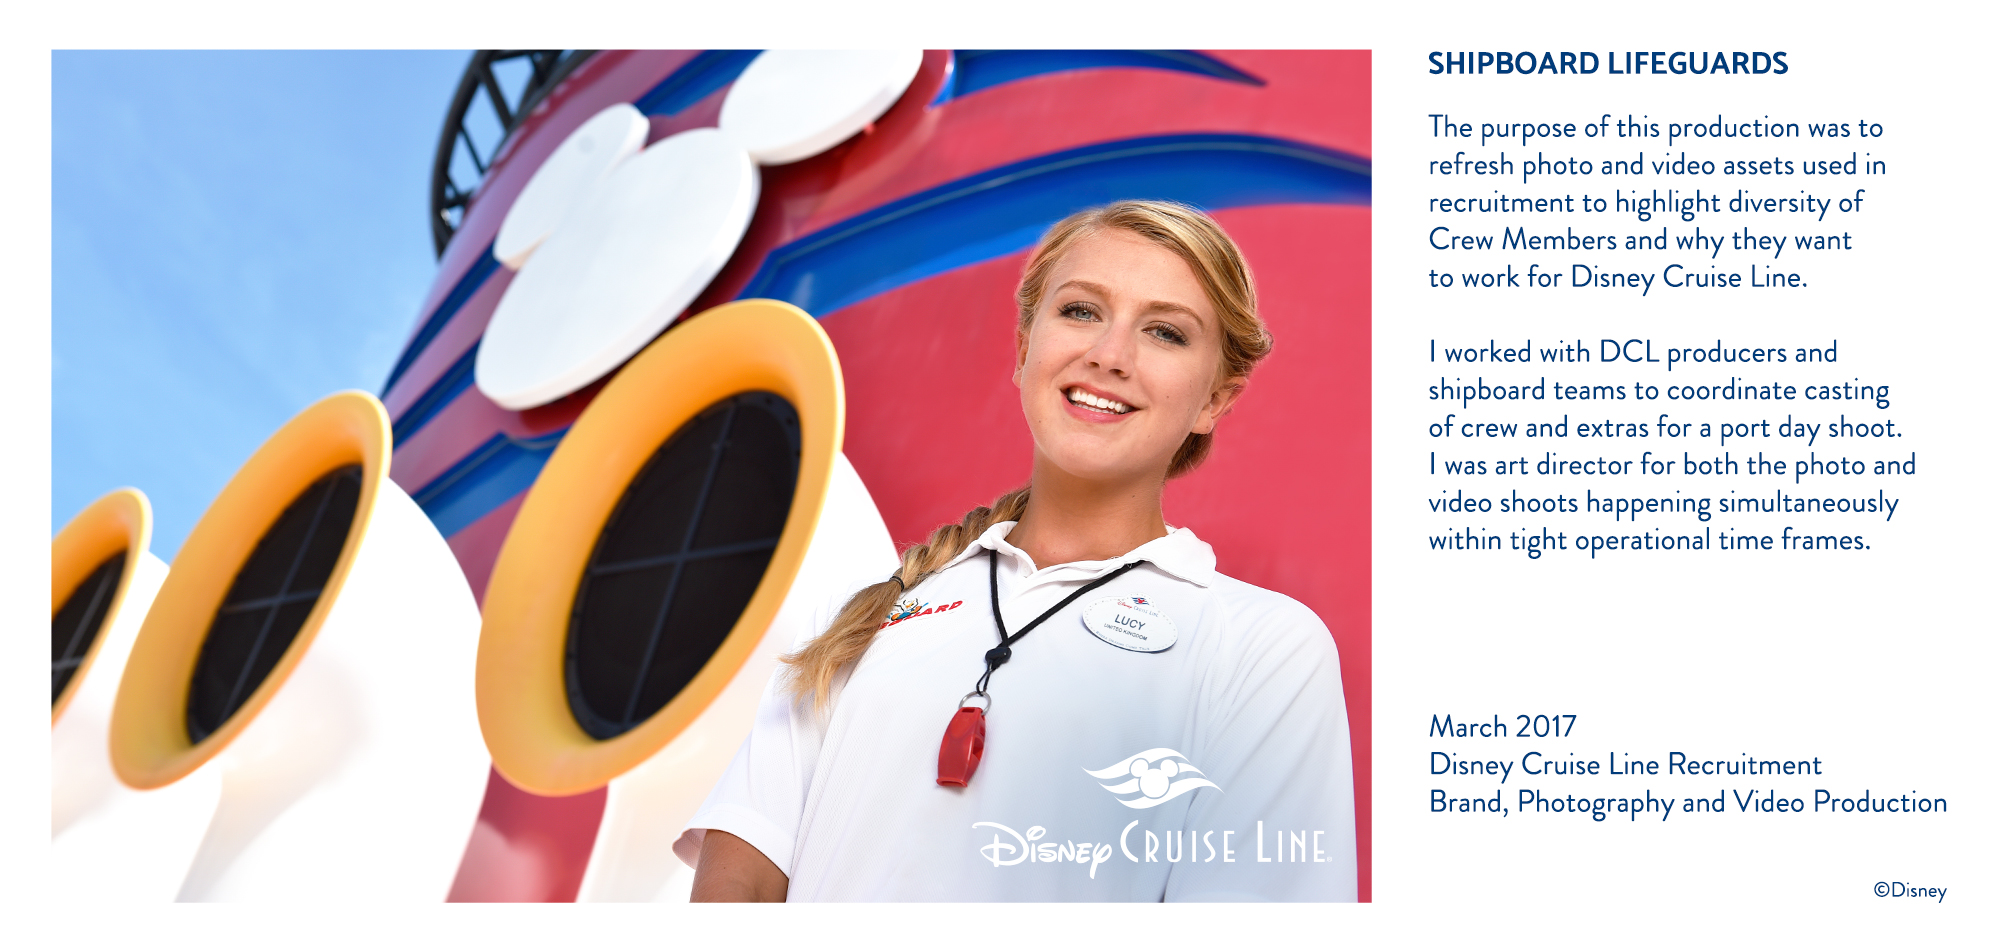 SHIPBOARD LIFEGUARDS
The purpose of this production was to
refresh photo and video assets used in
recruitment to highlight diversity of
Crew Members and why they want
to work for Disney Cruise Line.
I worked with DCL producers and
shipboard teams to coordinate casting
of crew and extras for a port day shoot.
I was art director for both the photo and
video shoots happening simultaneously
within tight operational time frames.
March 2017
Disney Cruise Line Recruitment
Brand, Photography and Video Production
©Disney
Disney Cruise Line
LUCY
UNITED KINGDOM
DISNEY CRUISE LINE®